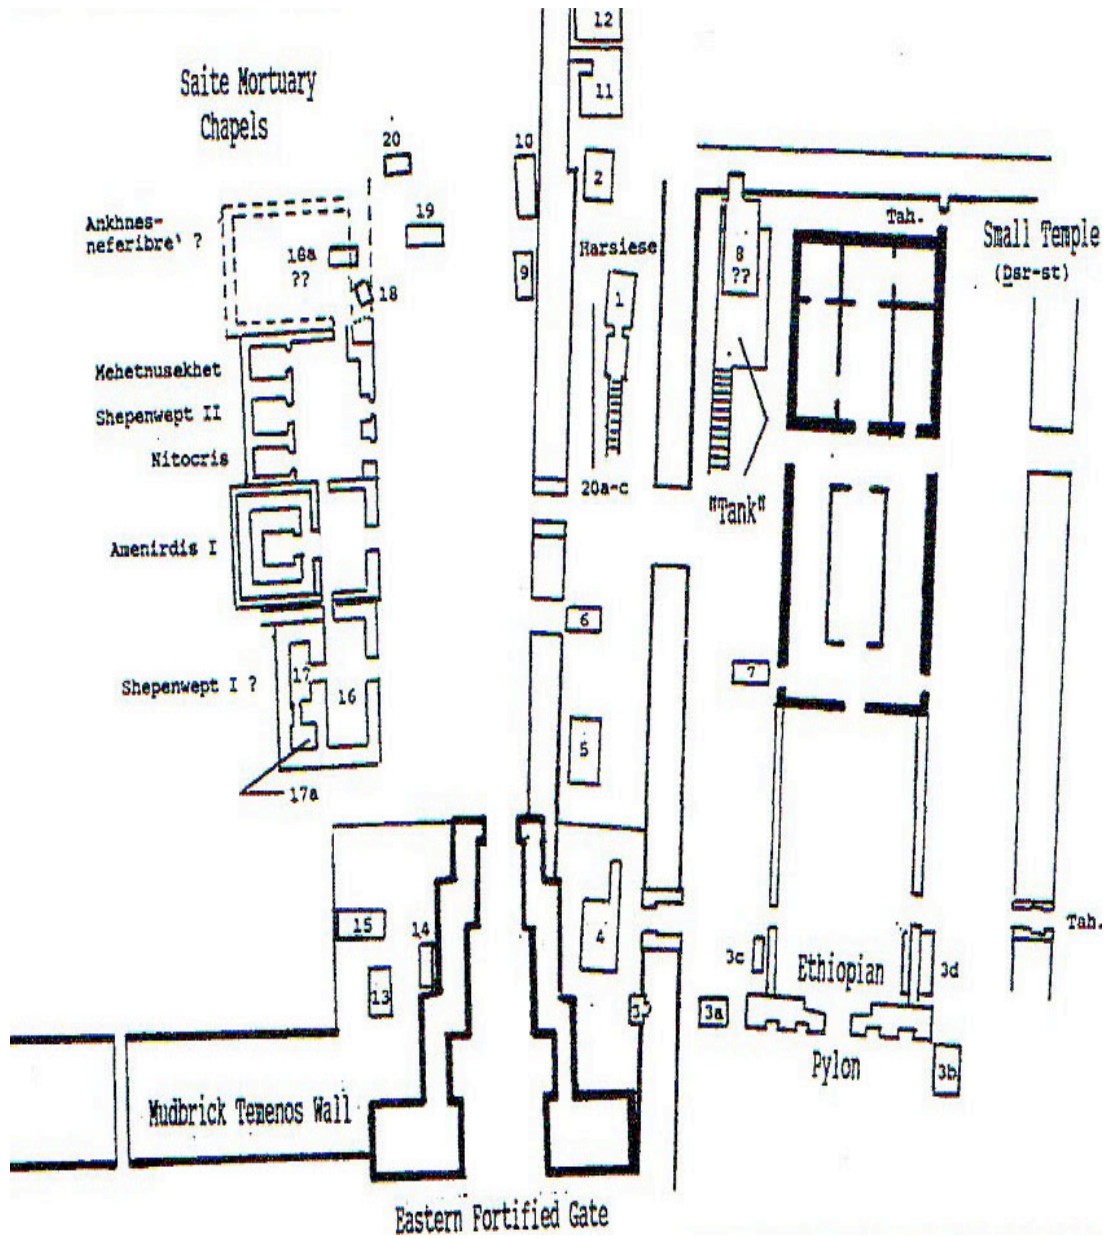 12
Saite Mortuary
Chapels
11
20
10
2
Ankhnes-
neferibre' ?
19
Tah.
Small Temple
(Dsr-st)
18a
??
Harsiese
8
??
9
18
1
Mehetnusekhet
Shepenwept II
Nitocris
20a-c
"Tank"
Amenirdis I
6
17
7
Shepenwept I ?
16
5
17a
15
14
4
Tah.
3c
Ethiopian
3d
13
3
3a
Pylon
3b
Mudbrick Temenos Wall
Eastern Fortified Gate